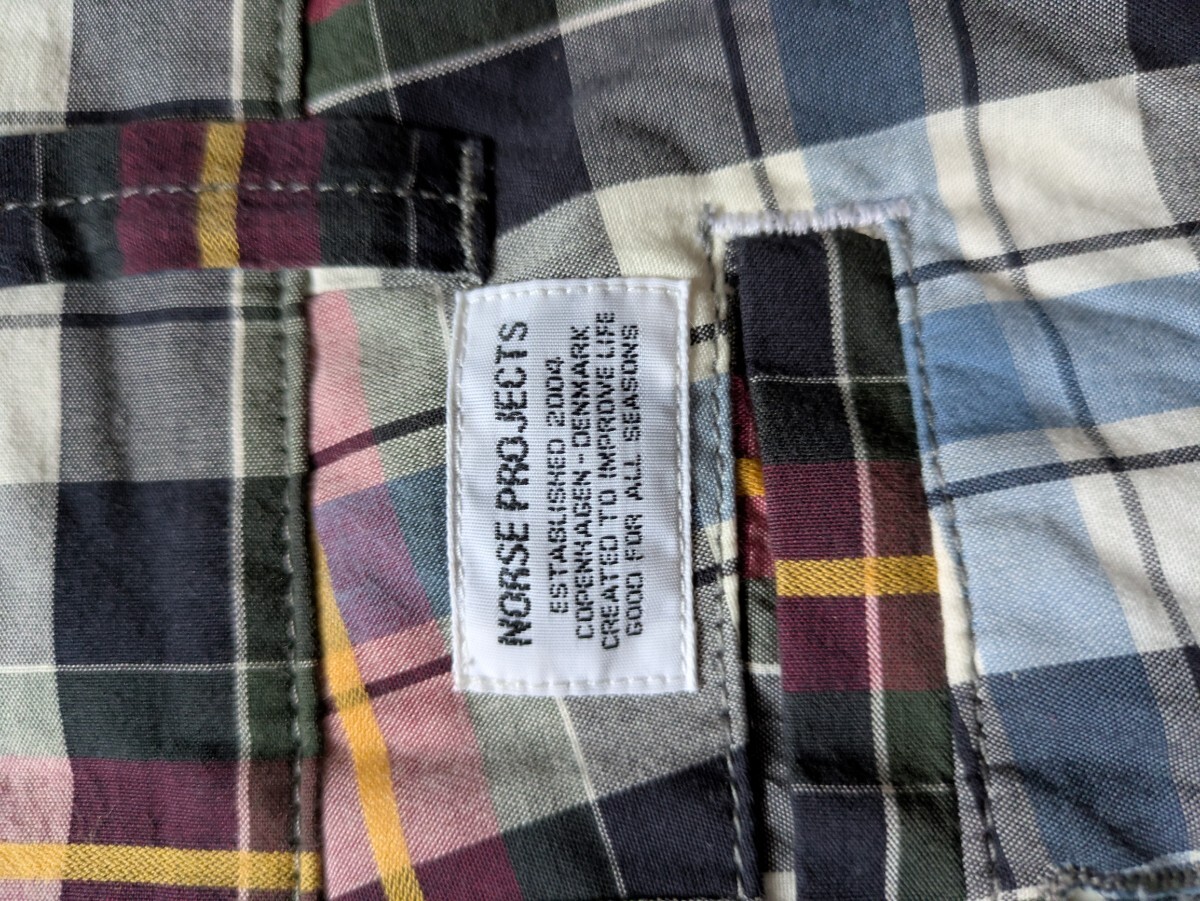 NORSE PROJECTS
ESTABLISHED 2004
COPENHAGEN - DENMARK
CREATED TO IMPROVE LIFE
GOOD FOR ALL SEASONS